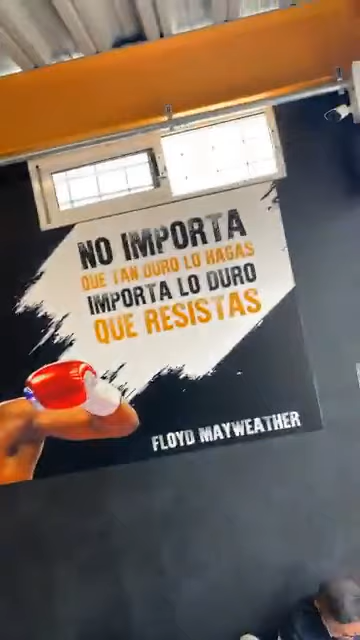 NO IMPORTA
QUE TAN DURO LO HAGAS
IMPORTA LO DURO
QUE RESISTAS
FLOYD MAYWEATHER